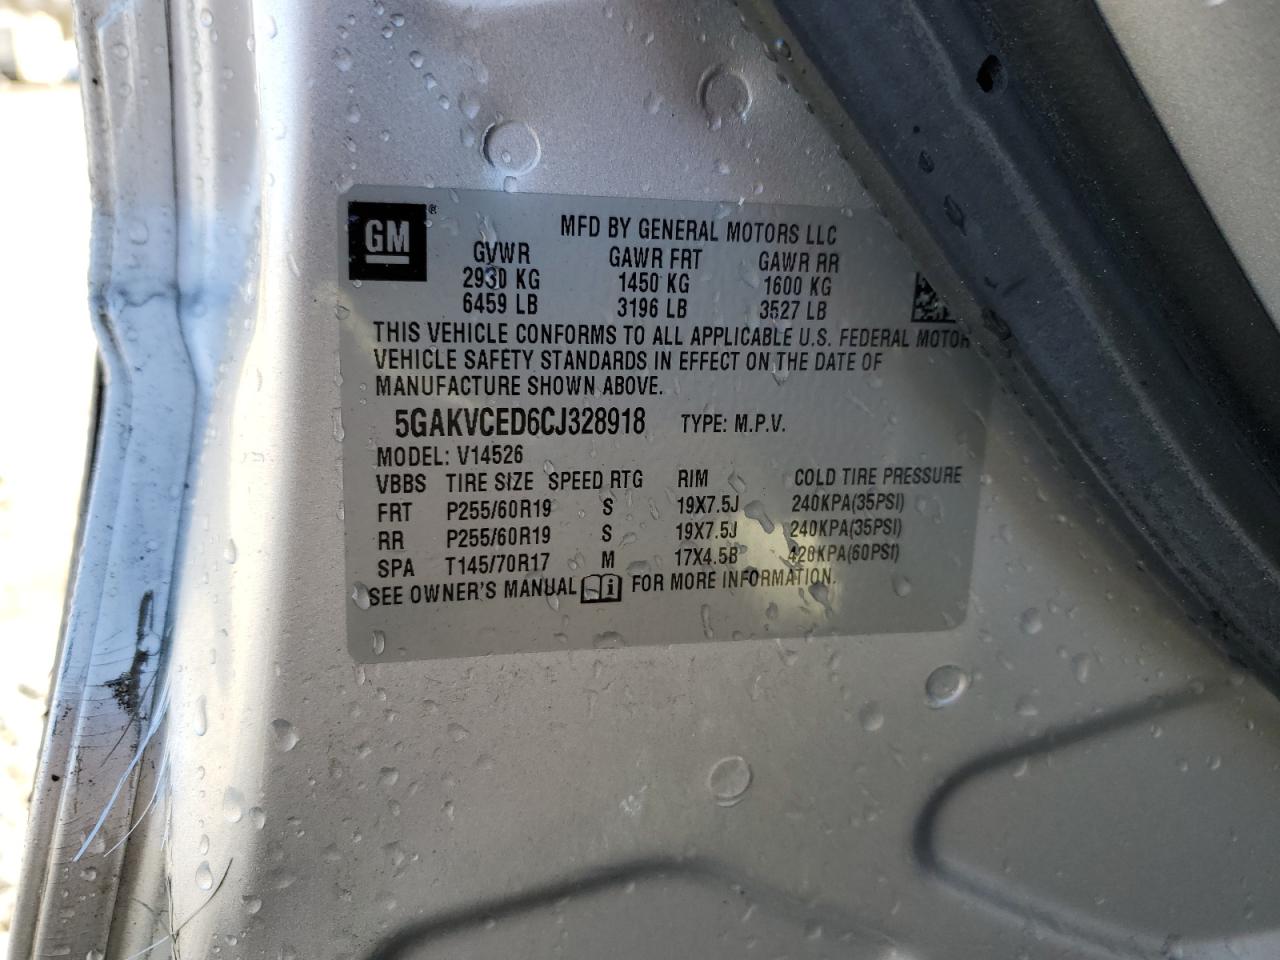 GM®
MFD BY GENERAL MOTORS LLC
GVWR GAWR FRT GAWR RR
2930 KG 1450 KG 1600 KG
6459 LB 3196 LB 3527 LB
THIS VEHICLE CONFORMS TO ALL APPLICABLE U.S. FEDERAL MOTOR
VEHICLE SAFETY STANDARDS IN EFFECT ON THE DATE OF
MANUFACTURE SHOWN ABOVE.
5GAKVCED6CJ328918 TYPE: M.P.V.
MODEL: V14526
VBBS TIRE SIZE SPEED RTG RIM COLD TIRE PRESSURE
FRT P255/60R19 S 19X7.5J 240KPA(35PSI)
RR P255/60R19 S 19X7.5J 240KPA(35PSI)
SPA T145/70R17 M 17X4.5B 420KPA(60PSI)
SEE OWNER'S MANUAL i FOR MORE INFORMATION.